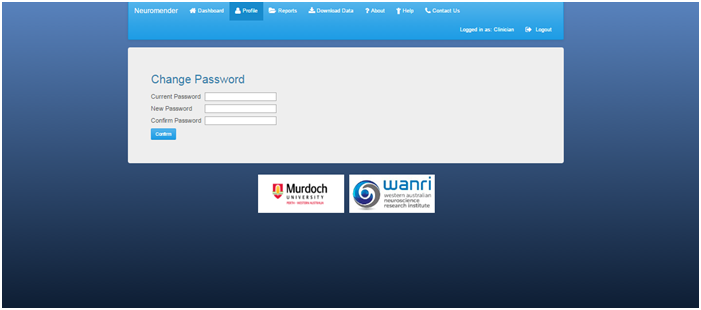 Neuromender Dashboard Profile Reports Download Data ? About Help Contact Us
Logged in as: Clinician Logout
Change Password
Current Password
New Password
Confirm Password
Confirm
Murdoch
UNIVERSITY
PERTH - WESTERN AUSTRALIA
wanri
western australian
neuroscience
research institute